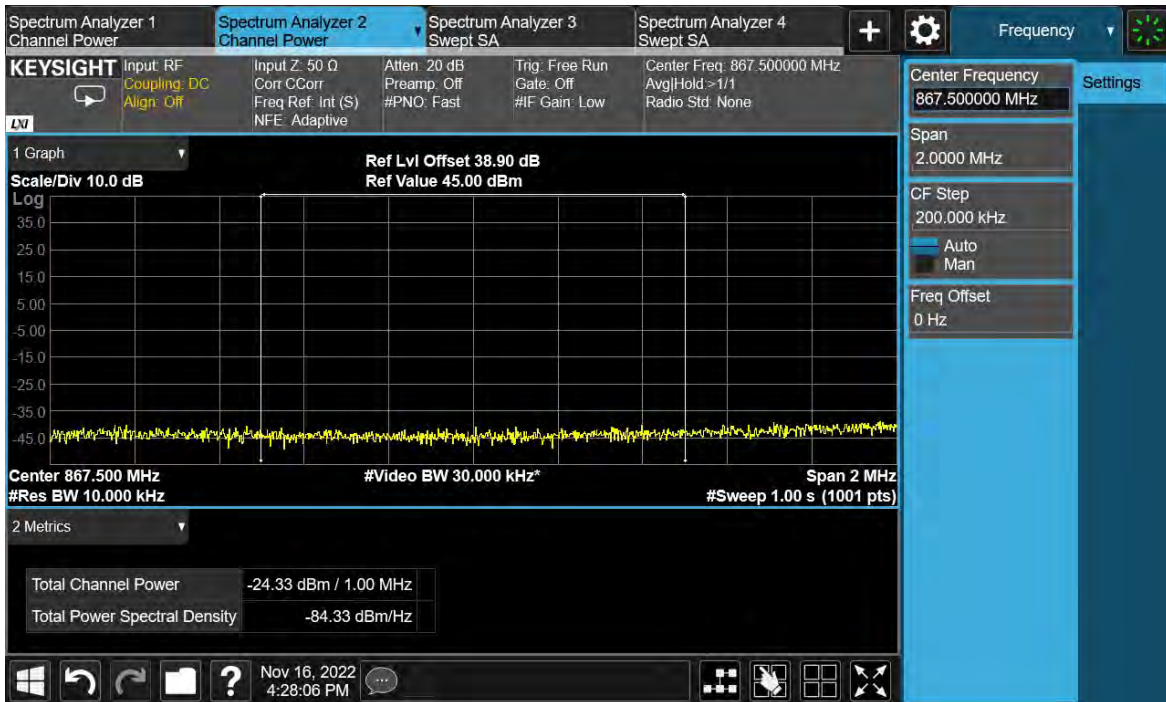 Spectrum Analyzer 1
Channel Power
Spectrum Analyzer 2
Channel Power
Spectrum Analyzer 3
Swept SA
Spectrum Analyzer 4
Swept SA
+
Frequency
KEYSIGHT
LXI
Input: RF
Coupling: DC
Align: Off
Input Z: 50 Ω
Corr CCorr
Freq Ref: Int (S)
NFE: Adaptive
Atten: 20 dB
Preamp: Off
#PNO: Fast
Trig: Free Run
Gate: Off
#IF Gain: Low
Center Freq: 867.500000 MHz
Avg|Hold:>1/1
Radio Std: None
Center Frequency
867.500000 MHz
Settings
Span
2.0000 MHz
CF Step
200.000 kHz
Auto
Man
Freq Offset
0 Hz
1 Graph
Scale/Div 10.0 dB
Ref Lvl Offset 38.90 dB
Ref Value 45.00 dBm
Log
35.0
25.0
15.0
5.00
-5.00
-15.0
-25.0
-35.0
-45.0
Center 867.500 MHz
#Video BW 30.000 kHz*
Span 2 MHz
#Res BW 10.000 kHz
#Sweep 1.00 s (1001 pts)
2 Metrics
Total Channel Power -24.33 dBm / 1.00 MHz
Total Power Spectral Density -84.33 dBm/Hz
?
Nov 16, 2022
4:28:06 PM